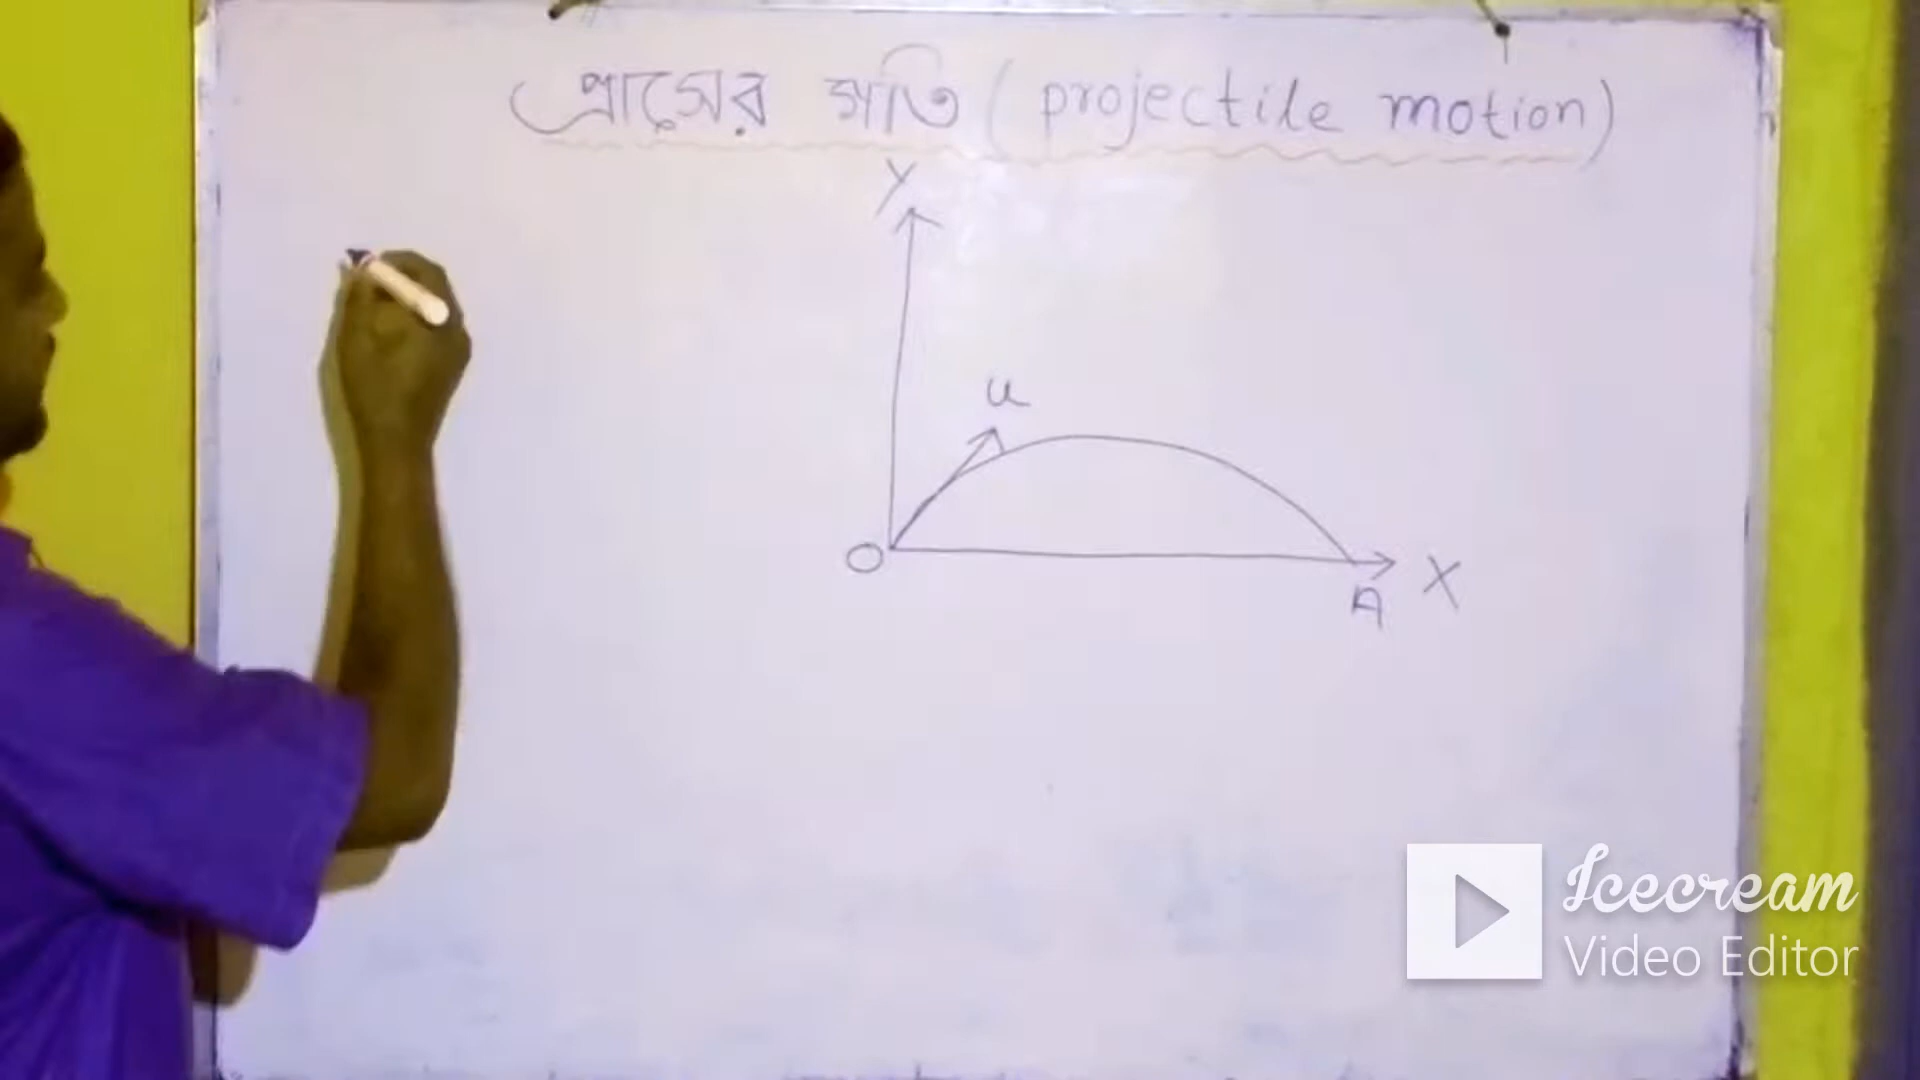 প্রাসের গতি (projectile motion)
Y
u
O
A
X
Icecream
Video Editor